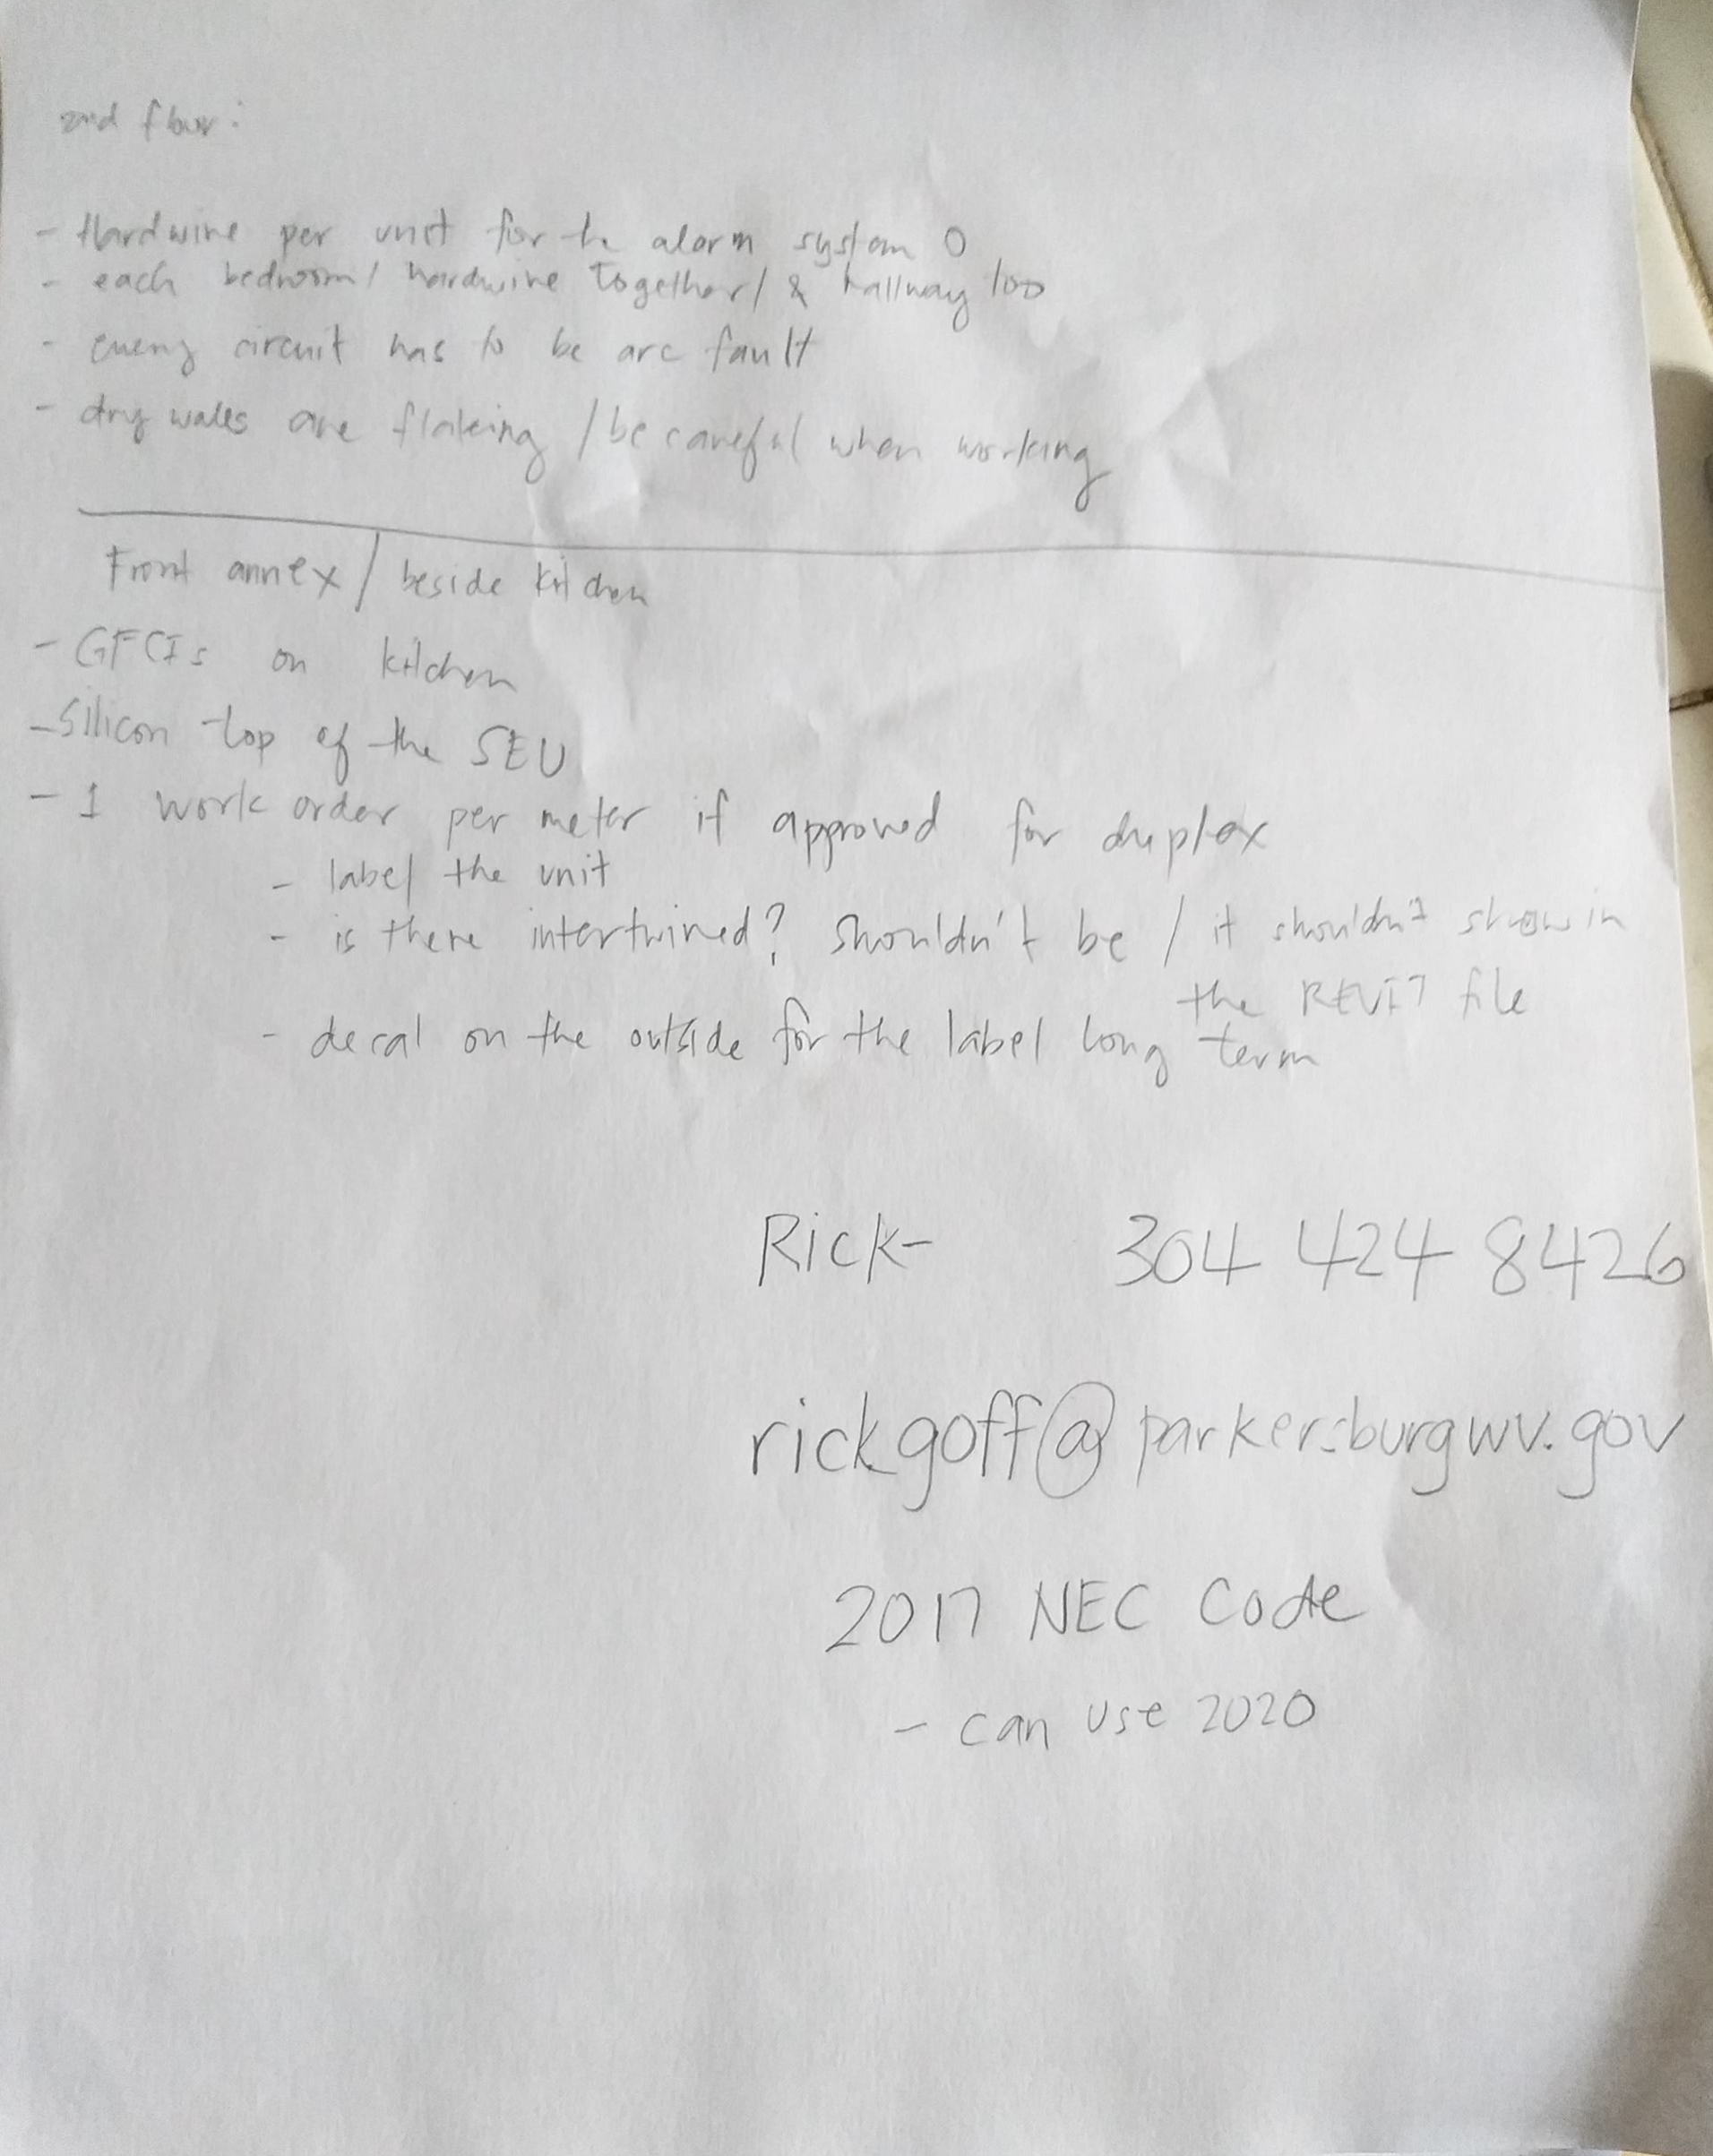 2nd floor:
- Hardwire per unit for the alarm system O
- each bedroom/ hardwire together/ & hallway too
- every circuit has to be arc fault
- dry walls are flaking / be careful when working
Front annex / beside kitchen
- GFCIs on kitchen
- Silicon top of the SEU
- 1 work order per meter if approved for duplex
- label the unit
- is there intertwined? shouldn't be / it shouldn't show in
the REVIT file
- decal on the outside for the label long term
Rick- 304 424 8426
rickgoff@parkersburgwv.gov
2017 NEC Code
- can use 2020